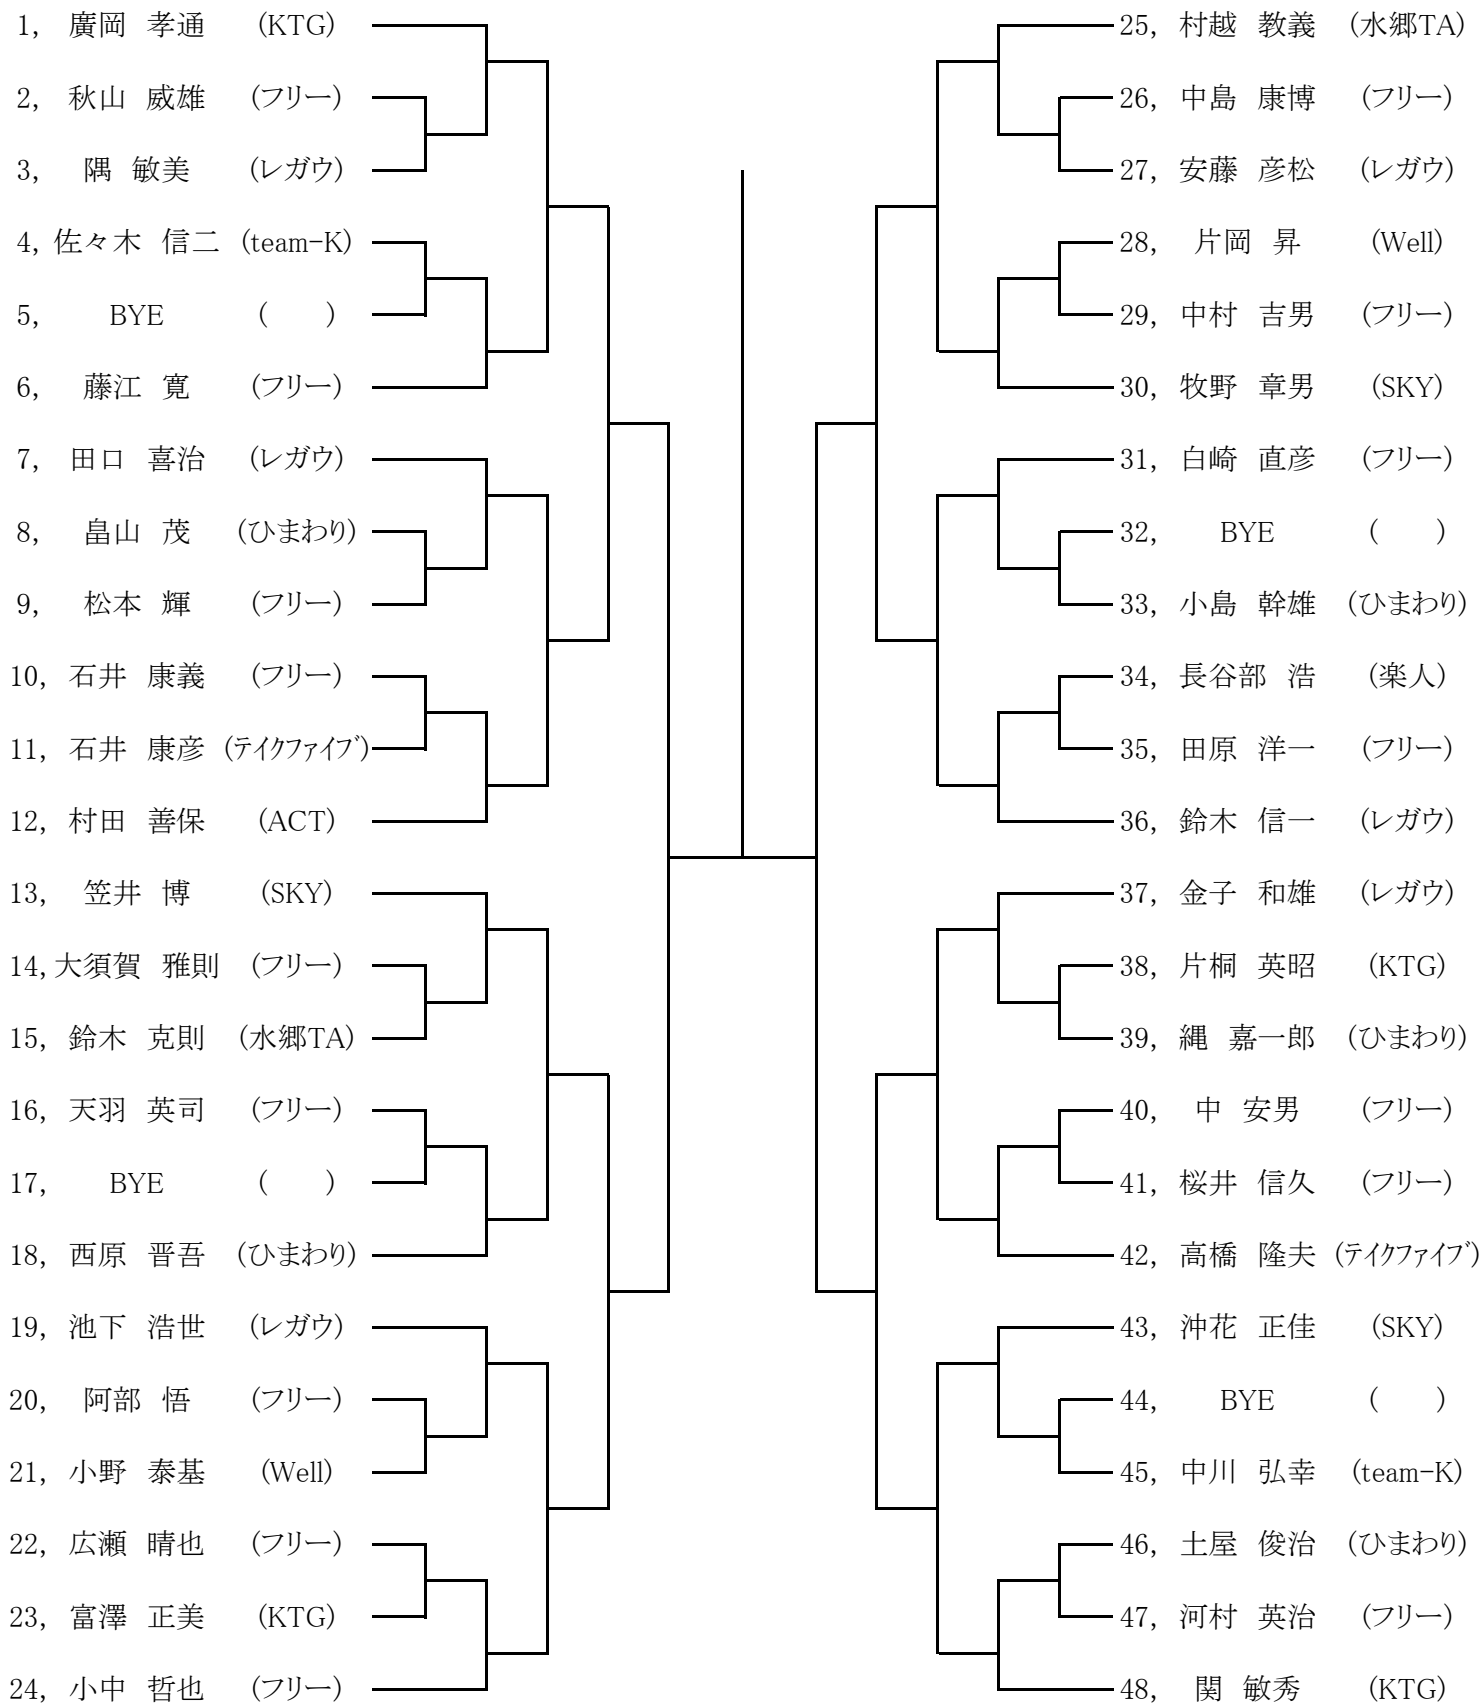 1, 廣岡 孝通 (KTG)
2, 秋山 威雄 (フリー)
3, 隅 敏美 (レガウ)
4, 佐々木 信二 (team-K)
5, BYE ( )
6, 藤江 寛 (フリー)
7, 田口 喜治 (レガウ)
8, 畠山 茂 (ひまわり)
9, 松本 輝 (フリー)
10, 石井 康義 (フリー)
11, 石井 康彦 (テイクファイブ)
12, 村田 善保 (ACT)
13, 笠井 博 (SKY)
14, 大須賀 雅則 (フリー)
15, 鈴木 克則 (水郷TA)
16, 天羽 英司 (フリー)
17, BYE ( )
18, 西原 晋吾 (ひまわり)
19, 池下 浩世 (レガウ)
20, 阿部 悟 (フリー)
21, 小野 泰基 (Well)
22, 広瀬 晴也 (フリー)
23, 富澤 正美 (KTG)
24, 小中 哲也 (フリー)
25, 村越 教義 (水郷TA)
26, 中島 康博 (フリー)
27, 安藤 彦松 (レガウ)
28, 片岡 昇 (Well)
29, 中村 吉男 (フリー)
30, 牧野 章男 (SKY)
31, 白崎 直彦 (フリー)
32, BYE ( )
33, 小島 幹雄 (ひまわり)
34, 長谷部 浩 (楽人)
35, 田原 洋一 (フリー)
36, 鈴木 信一 (レガウ)
37, 金子 和雄 (レガウ)
38, 片桐 英昭 (KTG)
39, 縄 嘉一郎 (ひまわり)
40, 中 安男 (フリー)
41, 桜井 信久 (フリー)
42, 高橋 隆夫 (テイクファイブ)
43, 沖花 正佳 (SKY)
44, BYE ( )
45, 中川 弘幸 (team-K)
46, 土屋 俊治 (ひまわり)
47, 河村 英治 (フリー)
48, 関 敏秀 (KTG)